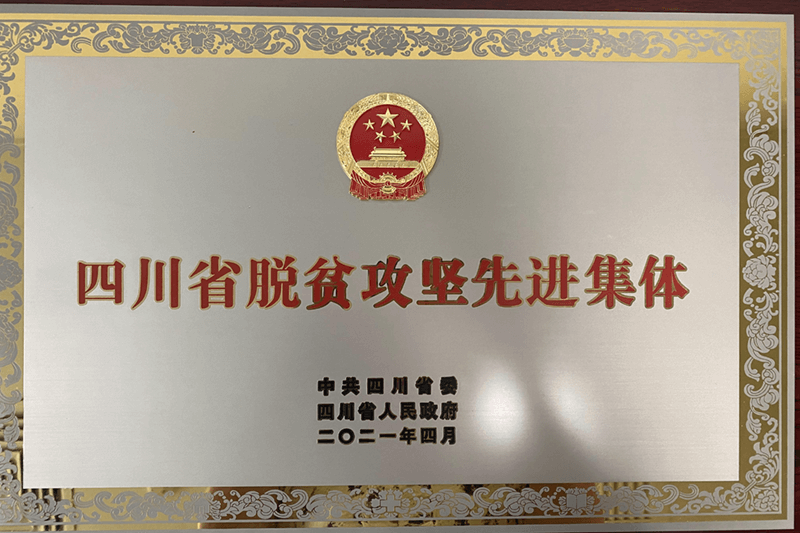 四川省脱贫攻坚先进集体
中共四川省委
四川省人民政府
二〇二一年四月